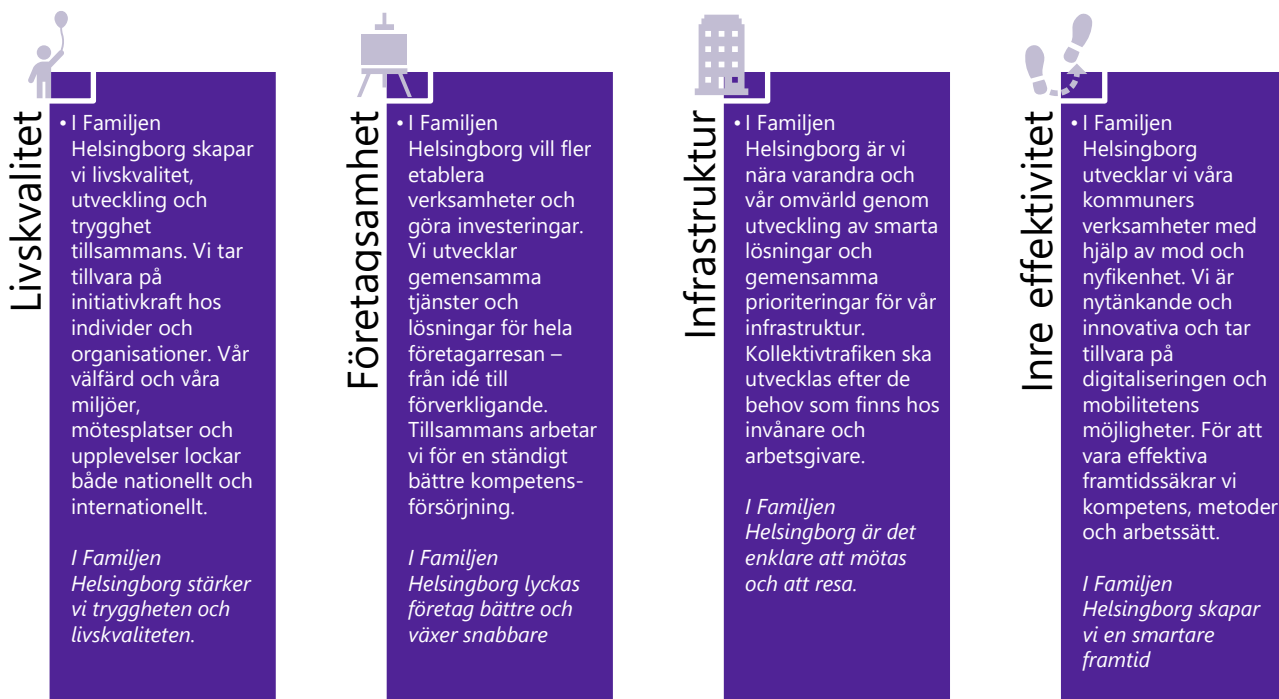 Livskvalitet
• I Familjen
Helsingborg skapar
vi livskvalitet,
utveckling och
trygghet
tillsammans. Vi tar
tillvara på
initiativkraft hos
individer och
organisationer. Vår
välfärd och våra
miljöer,
mötesplatser och
upplevelser lockar
både nationellt och
internationellt.
I Familjen
Helsingborg stärker
vi tryggheten och
livskvaliteten.
Företagsamhet
• I Familjen
Helsingborg vill fler
etablera
verksamheter och
göra investeringar.
Vi utvecklar
gemensamma
tjänster och
lösningar för hela
företagarresan –
från idé till
förverkligande.
Tillsammans arbetar
vi för en ständigt
bättre kompetens-
försörjning.
I Familjen
Helsingborg lyckas
företag bättre och
växer snabbare
Infrastruktur
• I Familjen
Helsingborg är vi
nära varandra och
vår omvärld genom
utveckling av smarta
lösningar och
gemensamma
prioriteringar för vår
infrastruktur.
Kollektivtrafiken ska
utvecklas efter de
behov som finns hos
invånare och
arbetsgivare.
I Familjen
Helsingborg är det
enklare att mötas
och att resa.
Inre effektivitet
• I Familjen
Helsingborg
utvecklar vi våra
kommuners
verksamheter med
hjälp av mod och
nyfikenhet. Vi är
nytänkande och
innovativa och tar
tillvara på
digitaliseringen och
mobilitetens
möjligheter. För att
vara effektiva
framtidssäkrar vi
kompetens, metoder
och arbetssätt.
I Familjen
Helsingborg skapar
vi en smartare
framtid